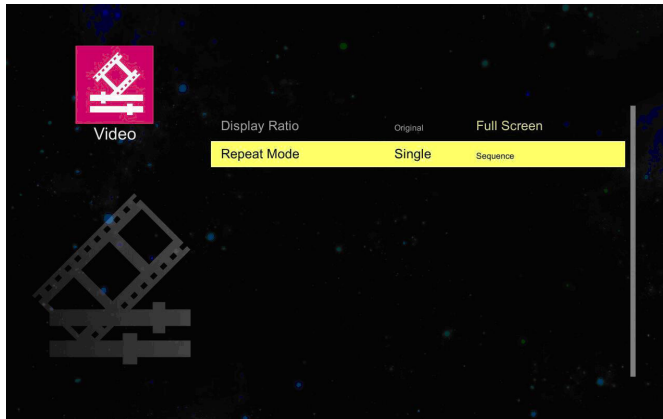 Video
Display Ratio Original Full Screen
Repeat Mode Single Sequence